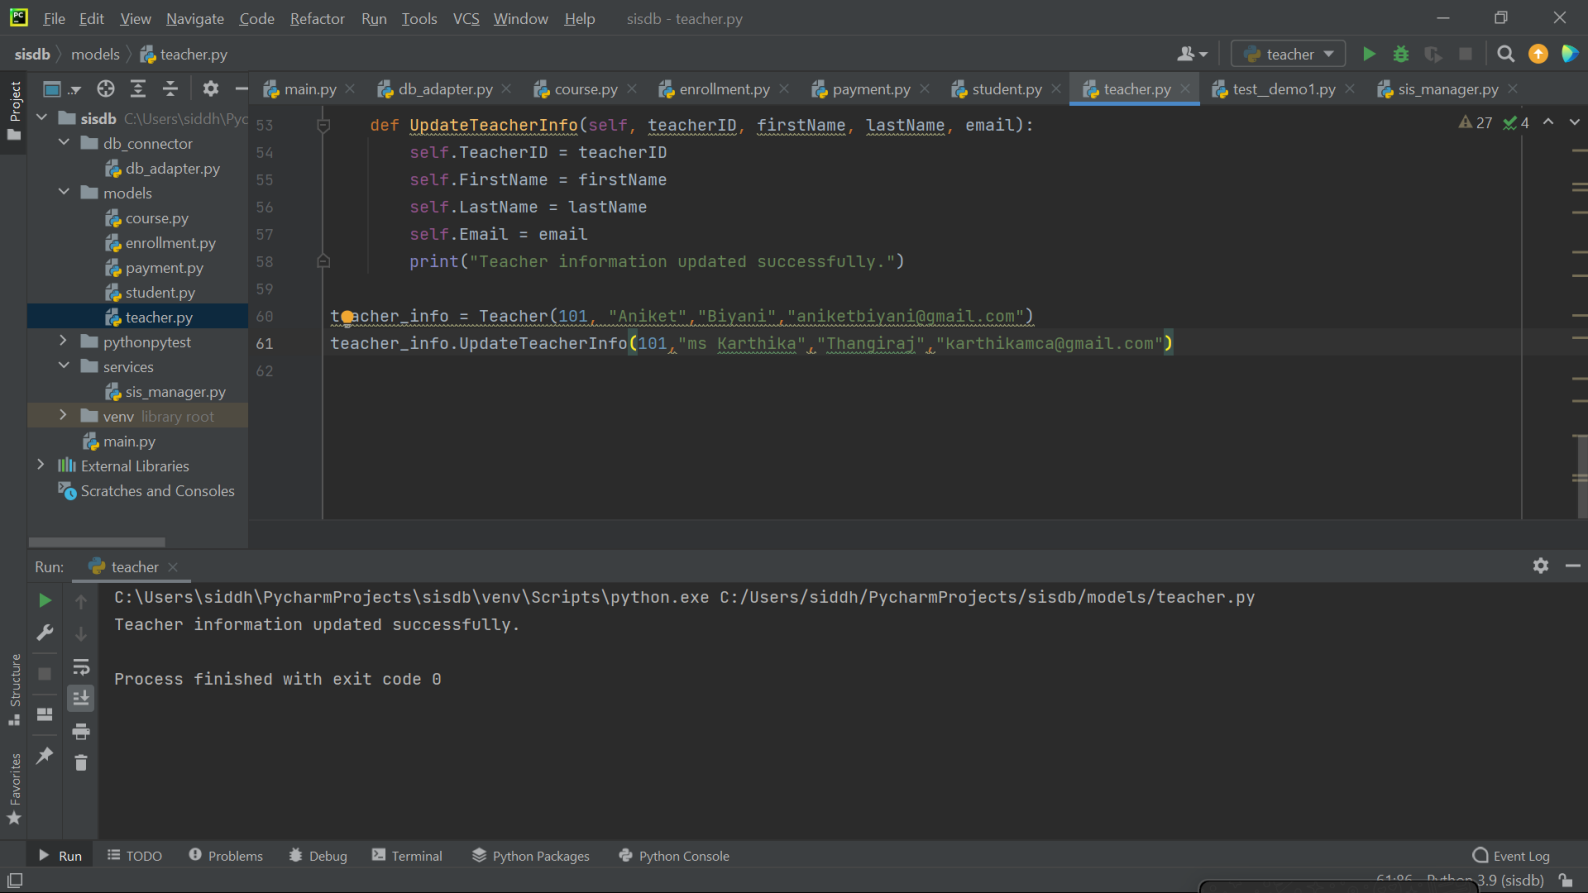 PC File Edit View Navigate Code Refactor Run Tools VCS Window Help sisdb - teacher.py
sisdb models teacher.py teacher
main.py db_adapter.py course.py enrollment.py payment.py student.py teacher.py test__demo1.py sis_manager.py
Project
sisdb C:\Users\siddh\Pyc
db_connector
db_adapter.py
models
course.py
enrollment.py
payment.py
student.py
teacher.py
pythonpytest
services
sis_manager.py
venv library root
main.py
External Libraries
Scratches and Consoles
27 4
53 def UpdateTeacherInfo(self, teacherID, firstName, lastName, email):
54 self.TeacherID = teacherID
55 self.FirstName = firstName
56 self.LastName = lastName
57 self.Email = email
58 print("Teacher information updated successfully.")
59
60 teacher_info = Teacher(101, "Aniket","Biyani","aniketbiyani@gmail.com")
61 teacher_info.UpdateTeacherInfo(101,"ms Karthika","Thangiraj","karthikamca@gmail.com")
62
Run: teacher
C:\Users\siddh\PycharmProjects\sisdb\venv\Scripts\python.exe C:/Users/siddh/PycharmProjects/sisdb/models/teacher.py
Teacher information updated successfully.
Process finished with exit code 0
Structure
Favorites
Run TODO Problems Debug Terminal Python Packages Python Console Event Log
61:86 Python 3.9 (sisdb)